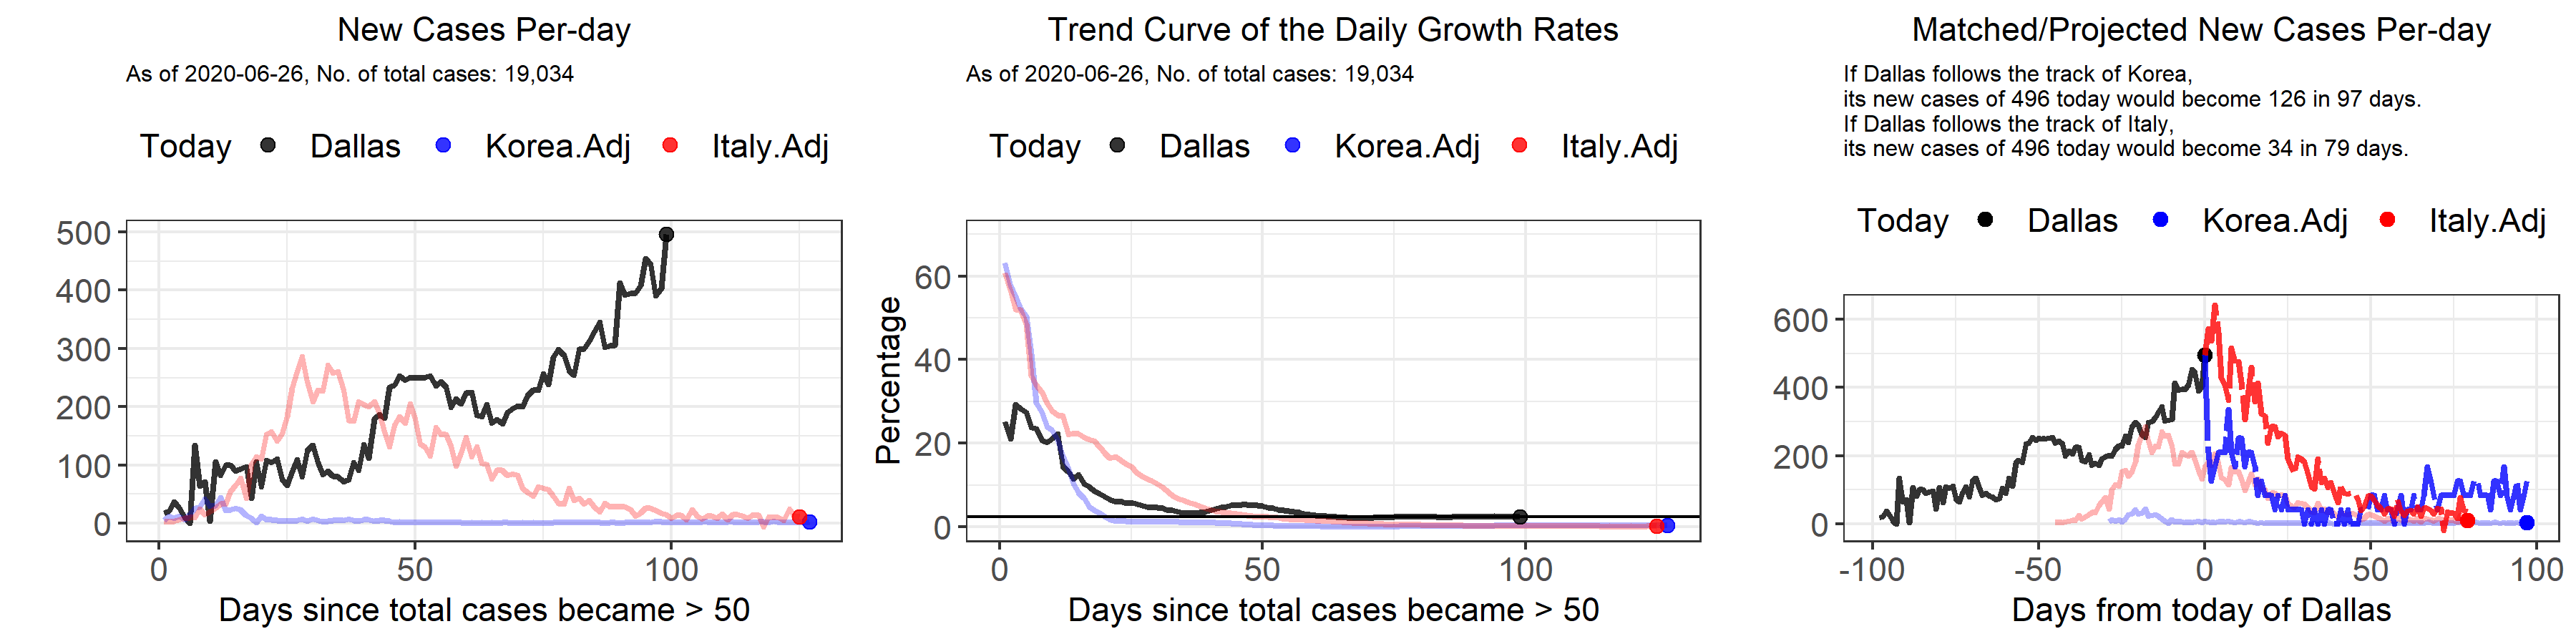 New Cases Per-day
As of 2020-06-26, No. of total cases: 19,034
Today Dallas Korea.Adj Italy.Adj
500
400
300
200
100
0
0 50 100
Days since total cases became > 50
Trend Curve of the Daily Growth Rates
As of 2020-06-26, No. of total cases: 19,034
Today Dallas Korea.Adj Italy.Adj
Percentage
60
40
20
0
0 50 100
Days since total cases became > 50
Matched/Projected New Cases Per-day
If Dallas follows the track of Korea,
its new cases of 496 today would become 126 in 97 days.
If Dallas follows the track of Italy,
its new cases of 496 today would become 34 in 79 days.
Today Dallas Korea.Adj Italy.Adj
600
400
200
0
-100 -50 0 50 100
Days from today of Dallas